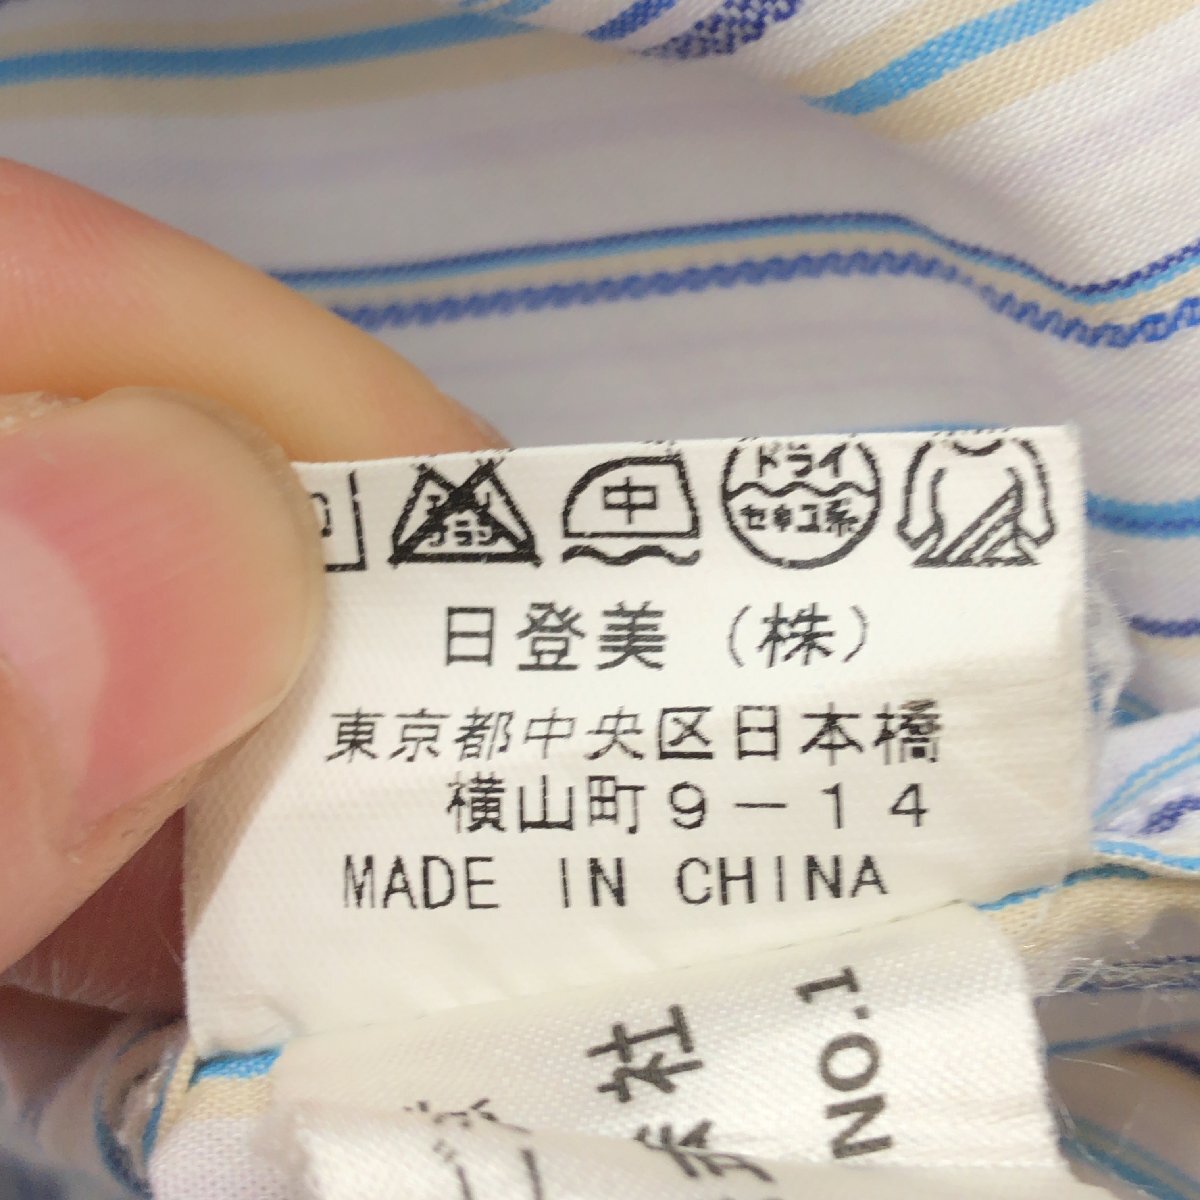 中
ドライ
セキユ系
日登美（株）
東京都中央区日本橋
横山町9－14
MADE IN CHINA
社
NO.1